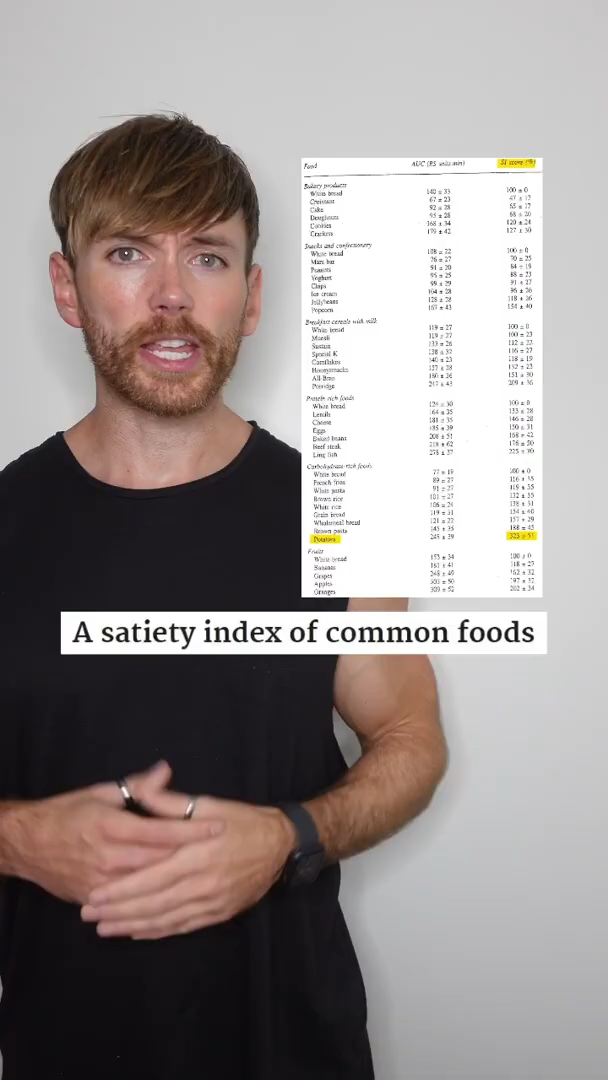 Food AUC (RS units min) SI score (%)
Bakery products
White bread 140 ± 33 100 ± 0
Croissant 67 ± 23 47 ± 17
Cake 92 ± 28 65 ± 17
Doughnuts 95 ± 28 68 ± 20
Cookies 168 ± 34 120 ± 24
Crackers 179 ± 42 127 ± 30
Snacks and confectionery
White bread 108 ± 22 100 ± 0
Mars bar 76 ± 27 70 ± 25
Peanuts 91 ± 20 84 ± 19
Yoghurt 95 ± 25 88 ± 23
Crisps 99 ± 29 91 ± 27
Ice cream 104 ± 28 96 ± 26
Jellybeans 128 ± 28 118 ± 26
Popcorn 167 ± 43 154 ± 40
Breakfast cereals with milk
White bread 119 ± 27 100 ± 0
Muesli 119 ± 27 100 ± 23
Sustain 133 ± 26 112 ± 22
Special K 138 ± 32 116 ± 27
Cornflakes 140 ± 23 118 ± 19
Honeysmacks 157 ± 28 132 ± 23
All-Bran 180 ± 36 151 ± 30
Porridge 217 ± 43 209 ± 36
Protein-rich foods
White bread 124 ± 30 100 ± 0
Lentils 164 ± 35 133 ± 28
Cheese 181 ± 35 146 ± 28
Eggs 185 ± 39 150 ± 31
Baked beans 208 ± 51 168 ± 42
Beef steak 218 ± 62 176 ± 50
Ling fish 278 ± 37 225 ± 30
Carbohydrate-rich foods
White bread 77 ± 19 100 ± 0
French fries 89 ± 27 116 ± 35
White pasta 91 ± 27 119 ± 35
Brown rice 101 ± 27 132 ± 35
White rice 106 ± 24 138 ± 31
Grain bread 119 ± 31 154 ± 40
Wholemeal bread 121 ± 22 157 ± 29
Brown pasta 145 ± 35 188 ± 45
Potatoes 248 ± 39 323 ± 51
Fruits
White bread 153 ± 34 100 ± 0
Bananas 181 ± 41 118 ± 27
Grapes 248 ± 49 162 ± 32
Apples 303 ± 50 197 ± 32
Oranges 309 ± 52 202 ± 34
A satiety index of common foods